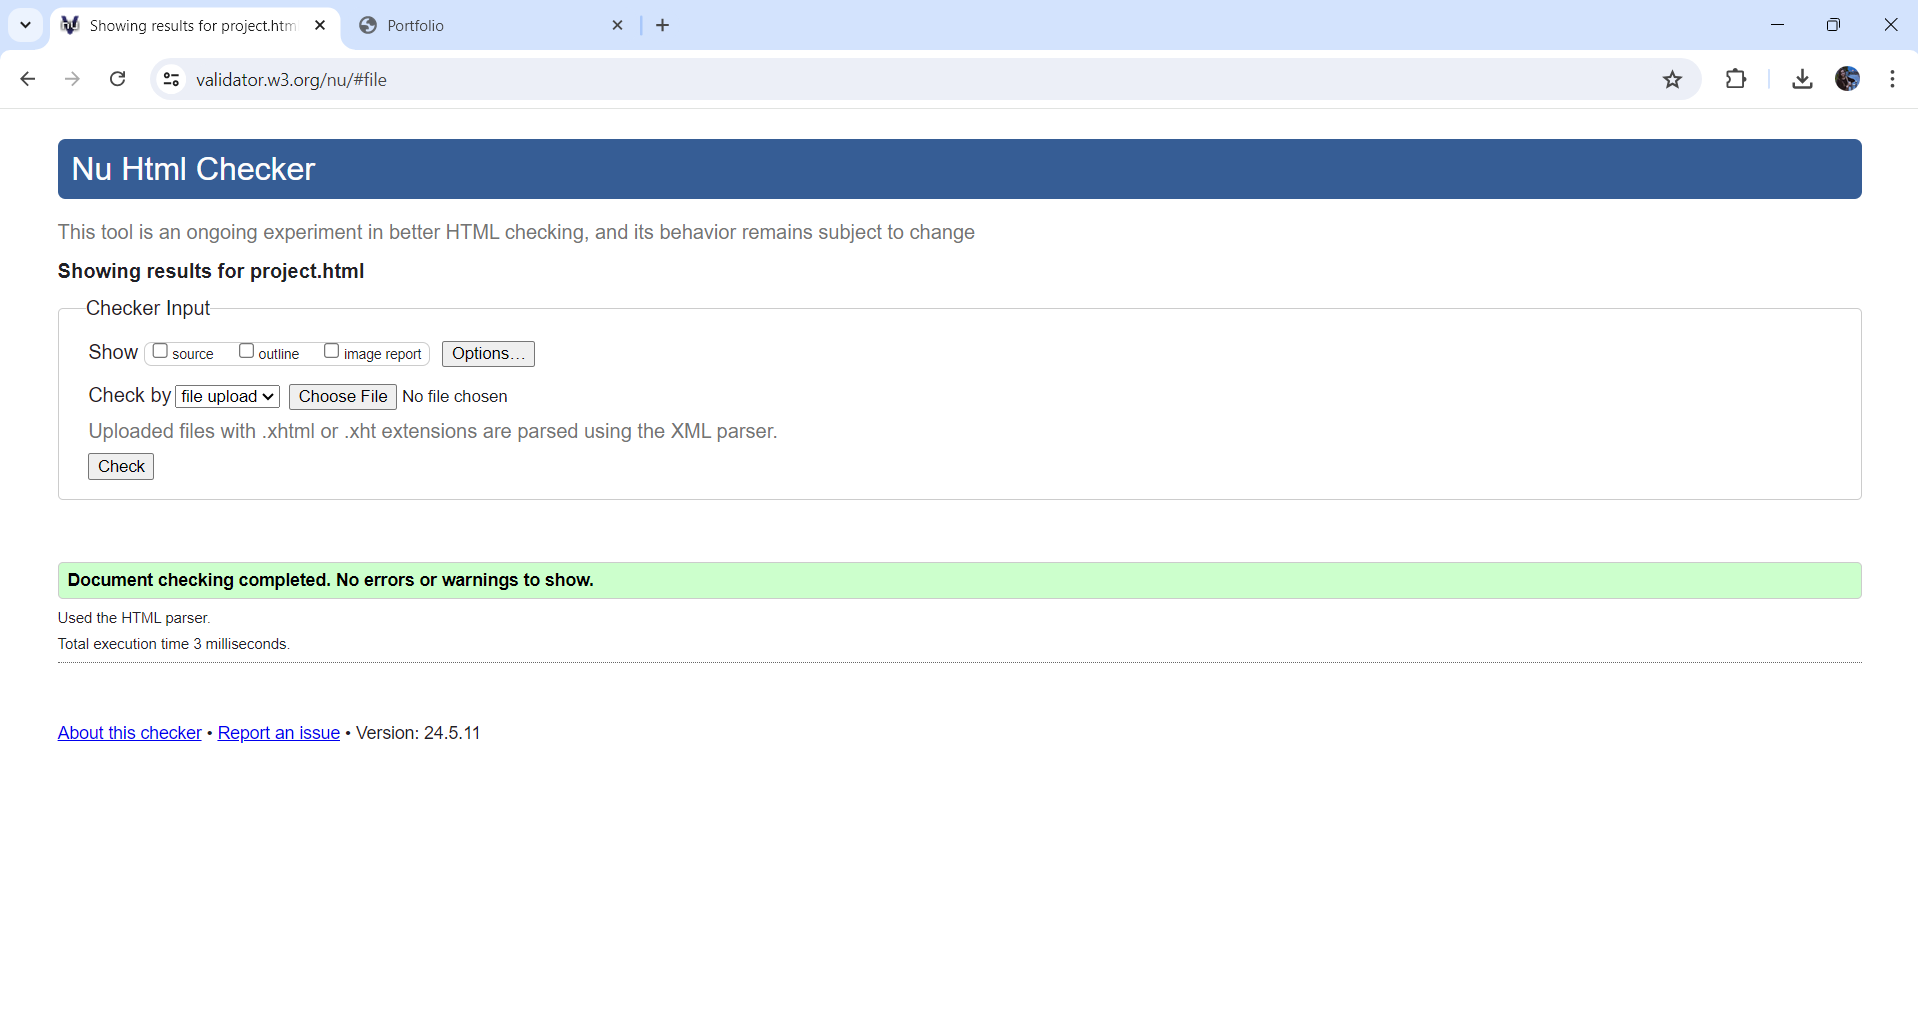 Showing results for project.htm
Portfolio
validator.w3.org/nu/#file
Nu Html Checker
This tool is an ongoing experiment in better HTML checking, and its behavior remains subject to change
Showing results for project.html
Checker Input
Show source outline image report Options...
Check by file upload Choose File No file chosen
Uploaded files with .xhtml or .xht extensions are parsed using the XML parser.
Check
Document checking completed. No errors or warnings to show.
Used the HTML parser.
Total execution time 3 milliseconds.
About this checker • Report an issue • Version: 24.5.11